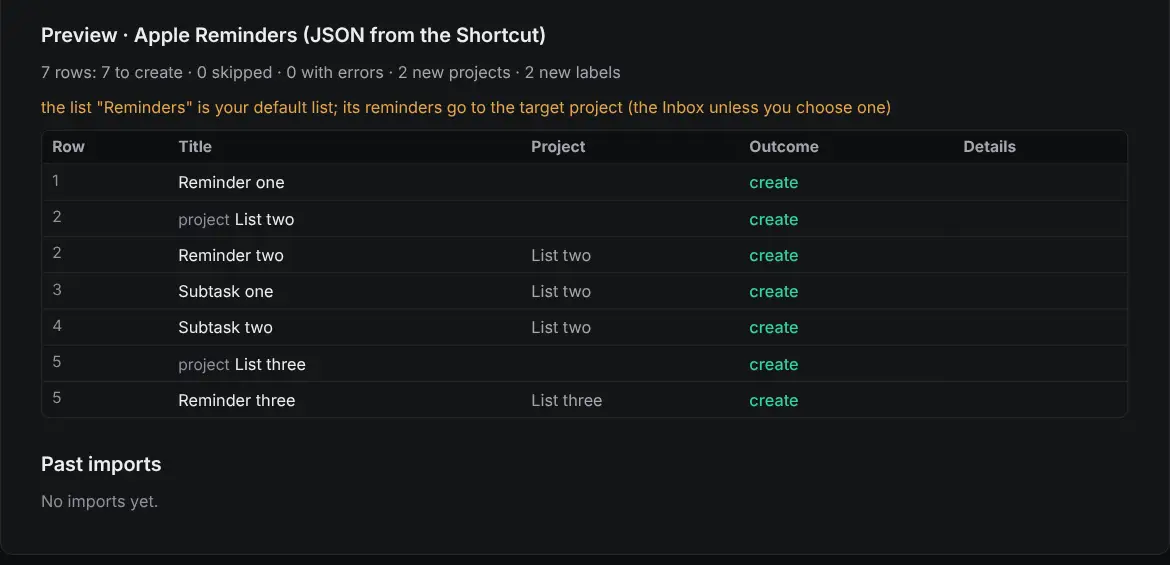 Preview · Apple Reminders (JSON from the Shortcut)
7 rows: 7 to create · 0 skipped · 0 with errors · 2 new projects · 2 new labels
the list "Reminders" is your default list; its reminders go to the target project (the Inbox unless you choose one)
Row Title Project Outcome Details
1 Reminder one create
2 project List two create
2 Reminder two List two create
3 Subtask one List two create
4 Subtask two List two create
5 project List three create
5 Reminder three List three create
Past imports
No imports yet.